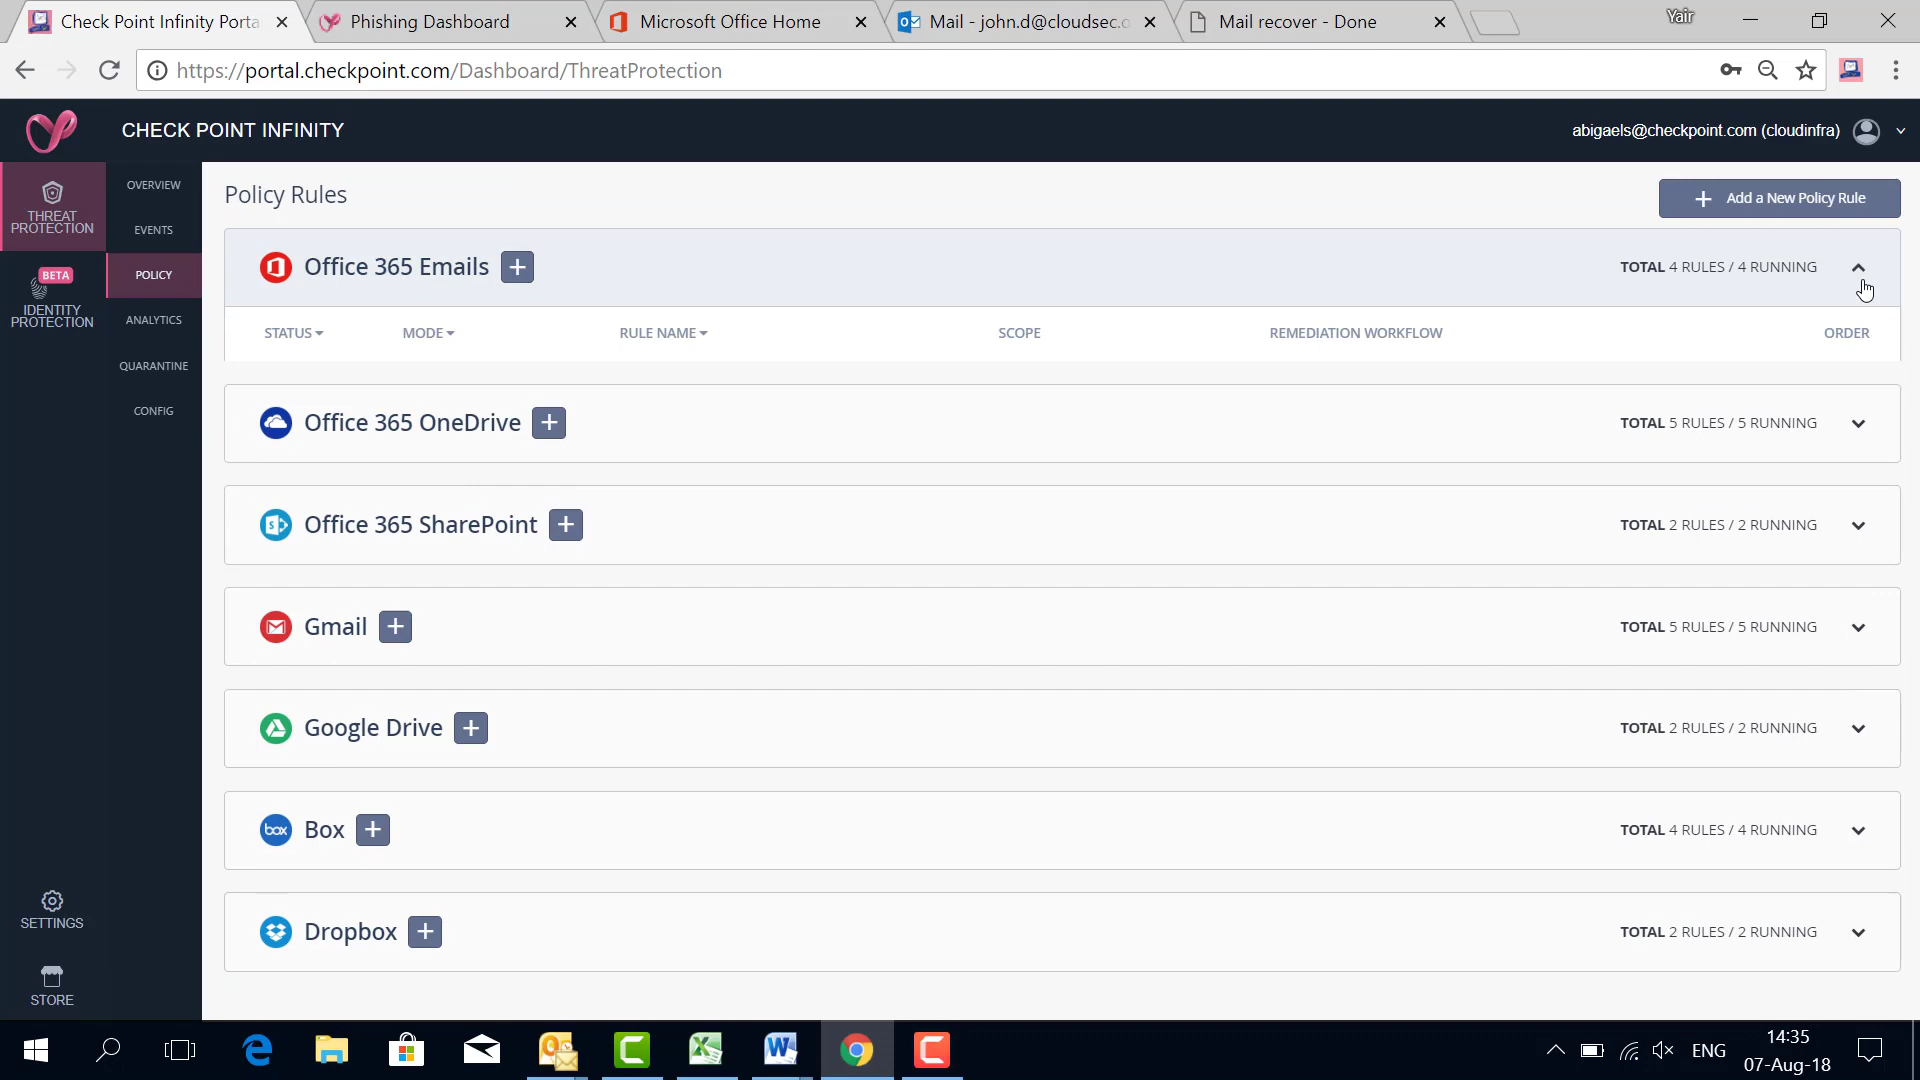 Check Point Infinity Porta
Phishing Dashboard
Microsoft Office Home
Mail - john.d@cloudsec.o
Mail recover - Done
Yair
https://portal.checkpoint.com/Dashboard/ThreatProtection
CHECK POINT INFINITY
abigaels@checkpoint.com (cloudinfra)
THREAT
PROTECTION
BETA
IDENTITY
PROTECTION
SETTINGS
STORE
OVERVIEW
EVENTS
POLICY
ANALYTICS
QUARANTINE
CONFIG
Policy Rules
Add a New Policy Rule
Office 365 Emails
TOTAL 4 RULES / 4 RUNNING
STATUS MODE RULE NAME SCOPE REMEDIATION WORKFLOW ORDER
Office 365 OneDrive
TOTAL 5 RULES / 5 RUNNING
Office 365 SharePoint
TOTAL 2 RULES / 2 RUNNING
Gmail
TOTAL 5 RULES / 5 RUNNING
Google Drive
TOTAL 2 RULES / 2 RUNNING
box
Box
TOTAL 4 RULES / 4 RUNNING
Dropbox
TOTAL 2 RULES / 2 RUNNING
ENG
14:35
07-Aug-18